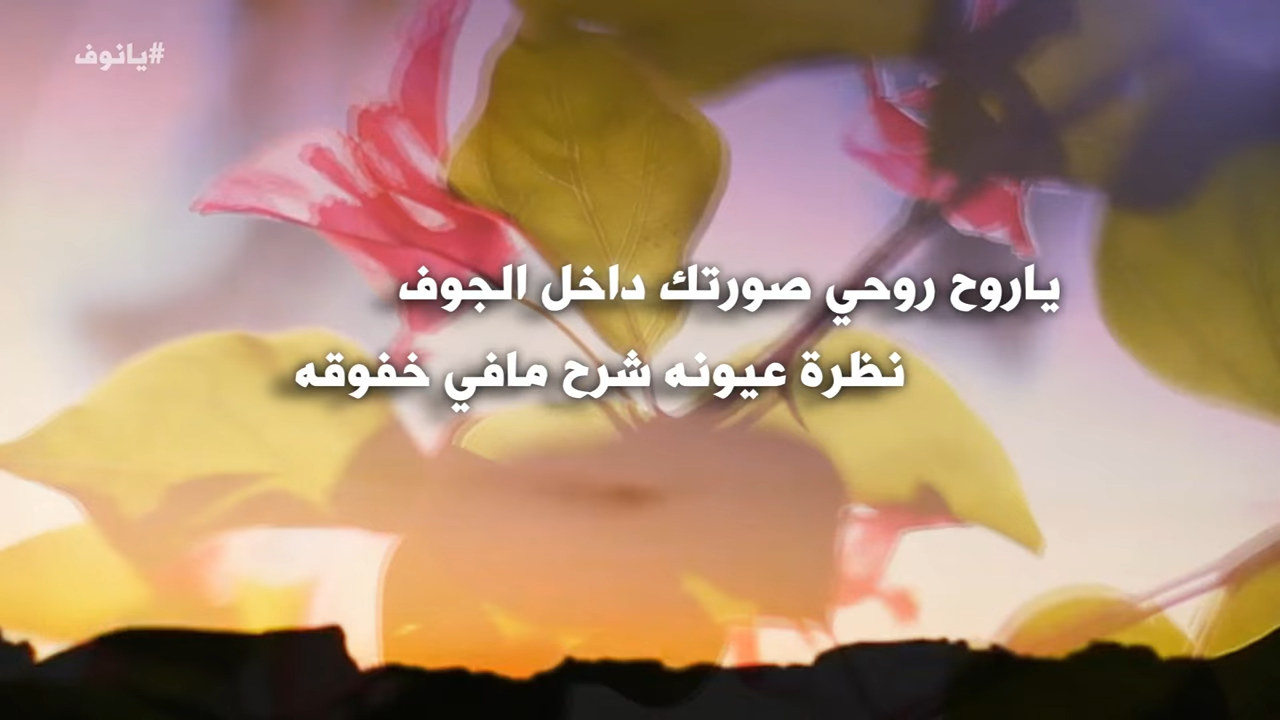 #يانوف
ياروح روحي صورتك داخل الجوف
نظرة عيونه شرح مافي خفوقه